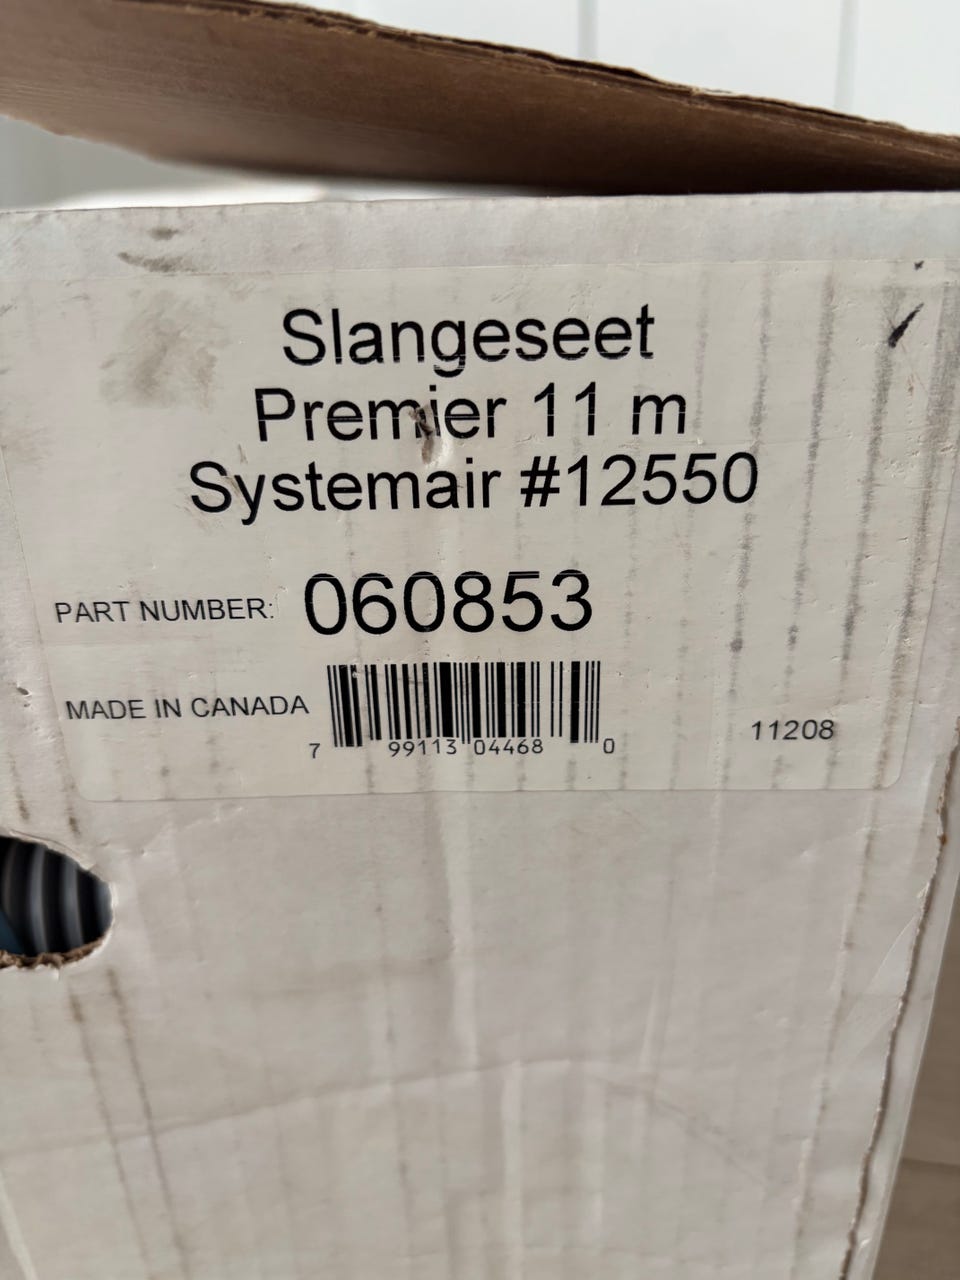 Slangeseet
Premier 11 m
Systemair #12550
PART NUMBER: 060853
MADE IN CANADA
7 99113 04468 0
11208